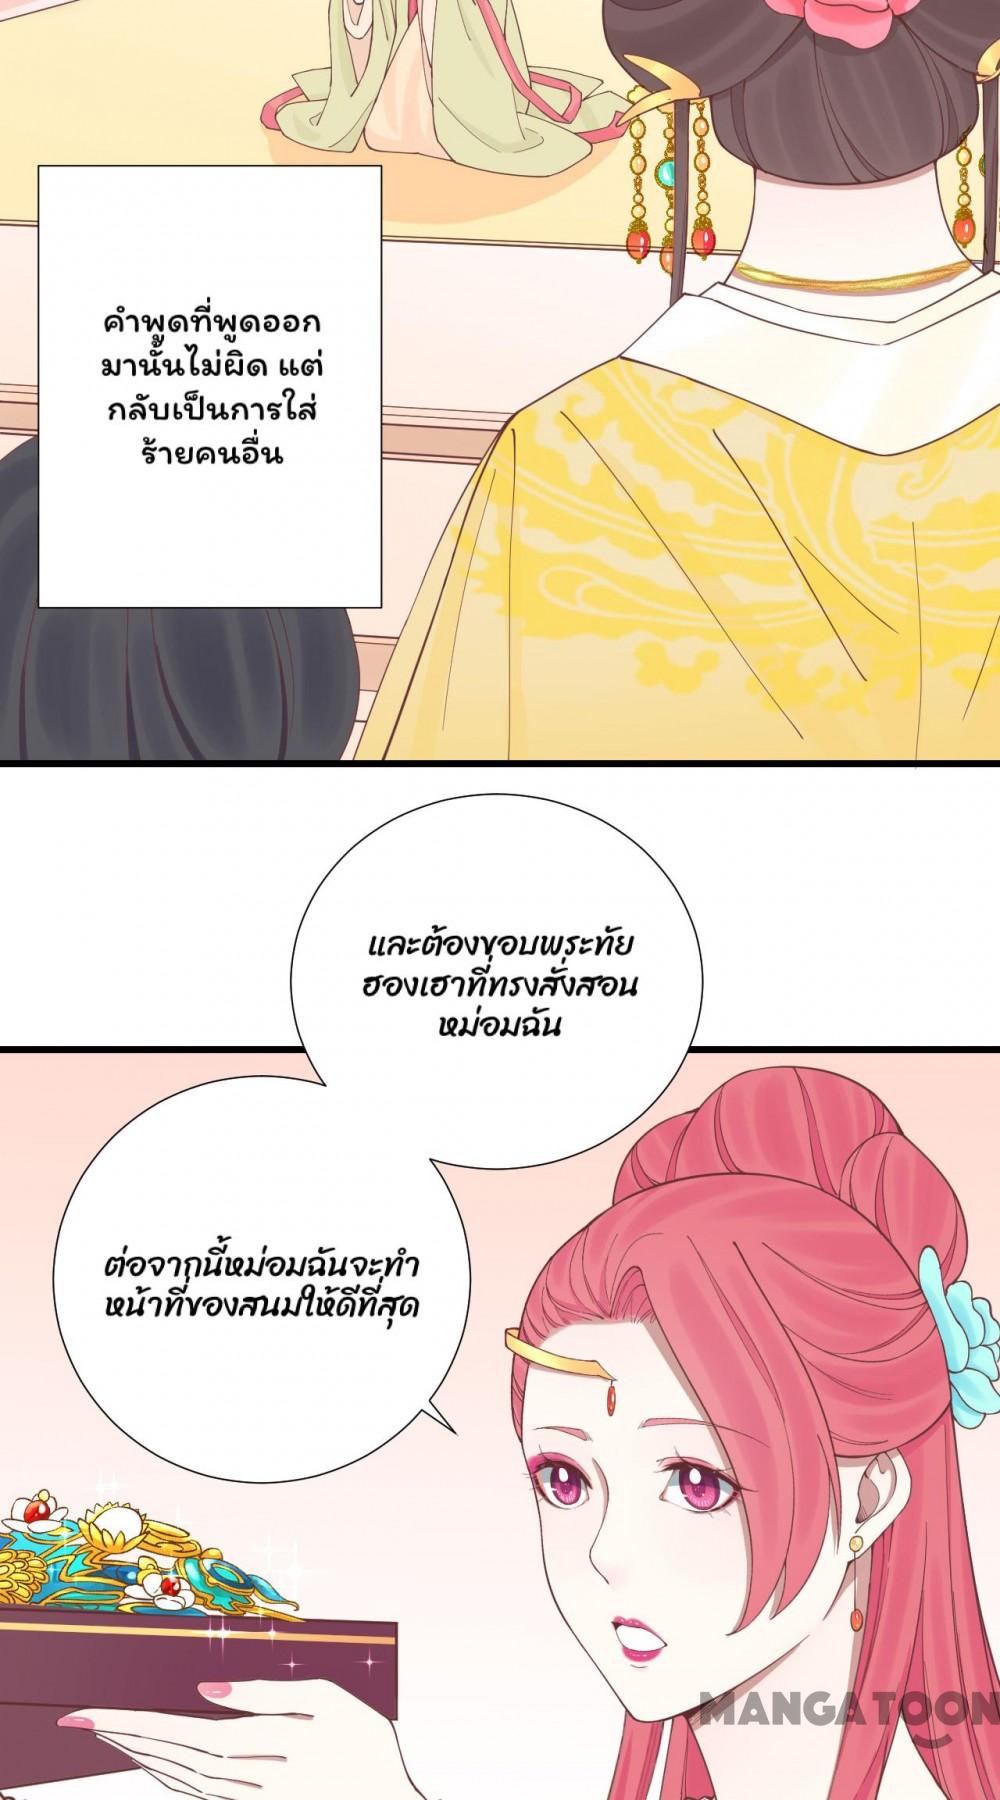 คำพูดที่พูดออก
มานั้นไม่ผิด แต่
กลับเป็นการใส่
ร้ายคนอื่น
และต้องขอบพระทัย
ฮองเฮาที่ทรงสั่งสอน
หม่อมฉัน
ต่อจากนี้หม่อมฉันจะทำ
หน้าที่ของสนมให้ดีที่สุด
MANGATOON